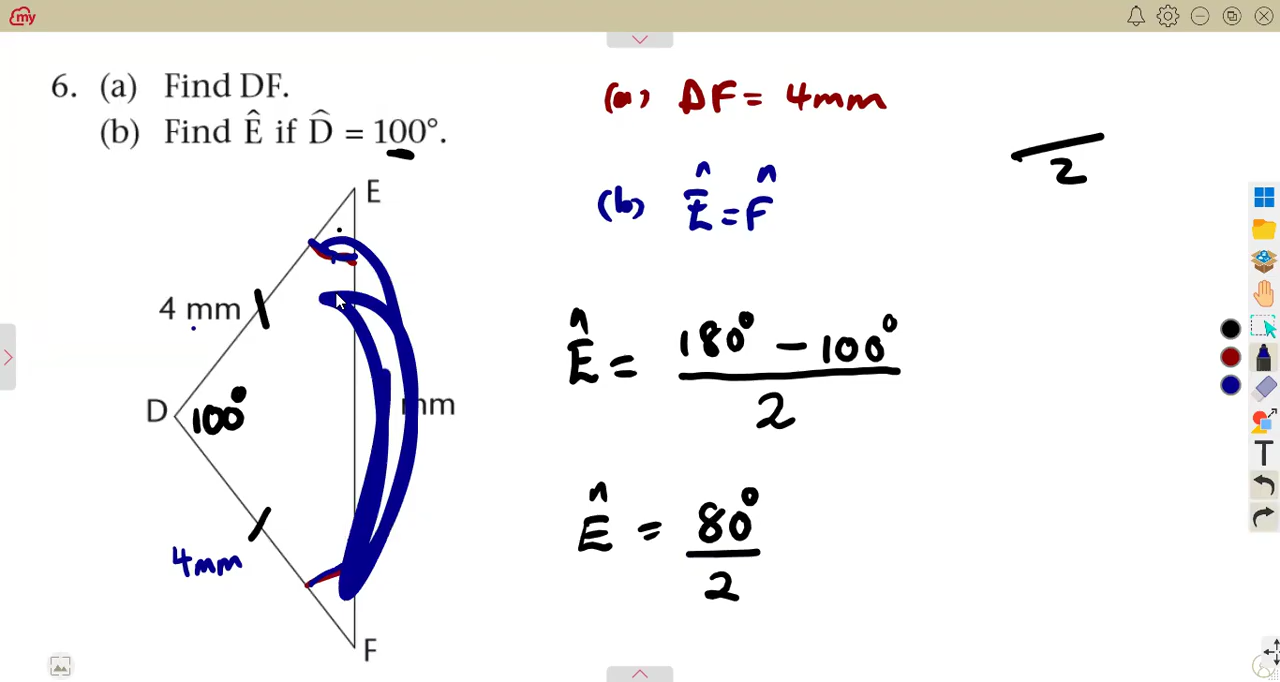 my
6. (a) Find DF.
(b) Find Ê if D̂ = 100°.
(a) DF = 4mm
2
(b) Ê = F̂
E
4 mm
Ê = 180° - 100°
2
D 100°
mm
Ê = 80°
2
4mm
F
T